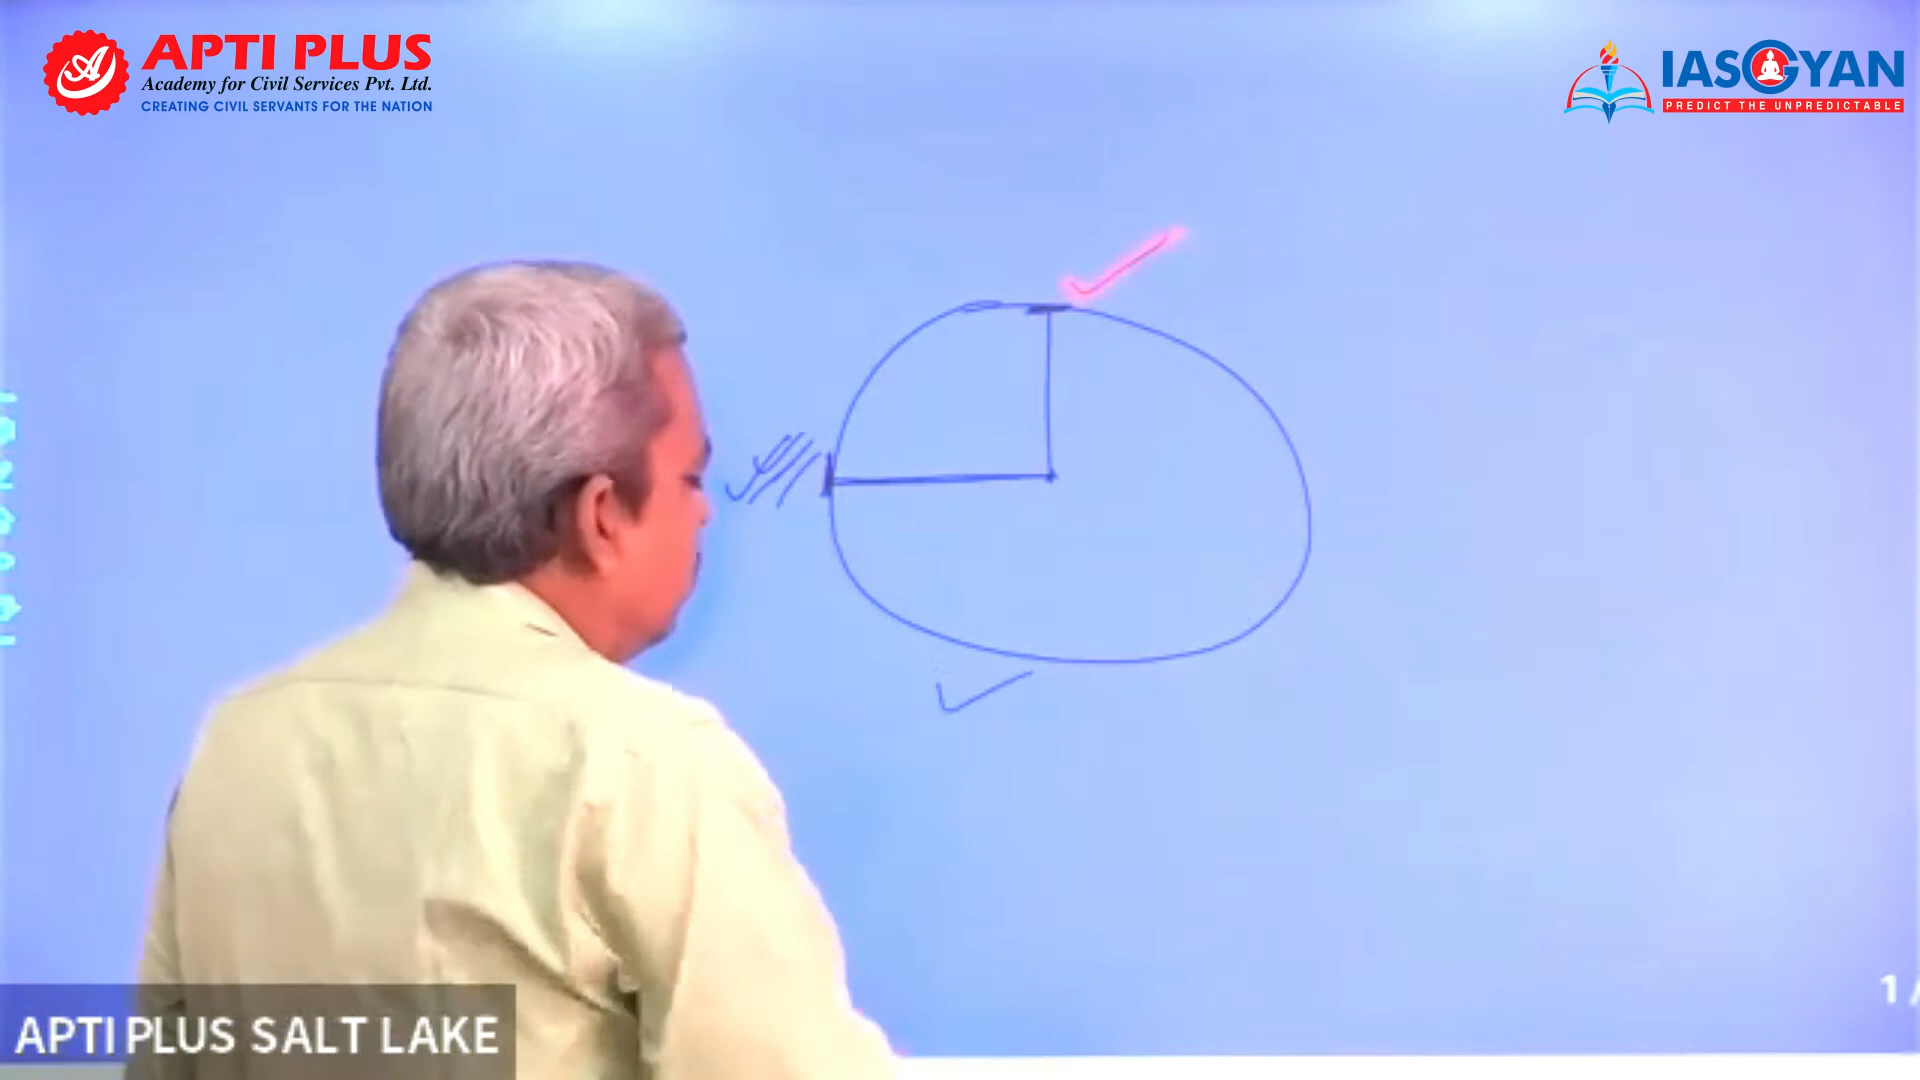 APTI PLUS
Academy for Civil Services Pvt. Ltd.
CREATING CIVIL SERVANTS FOR THE NATION
IASGYAN
PREDICT THE UNPREDICTABLE
1 /
APTI PLUS SALT LAKE